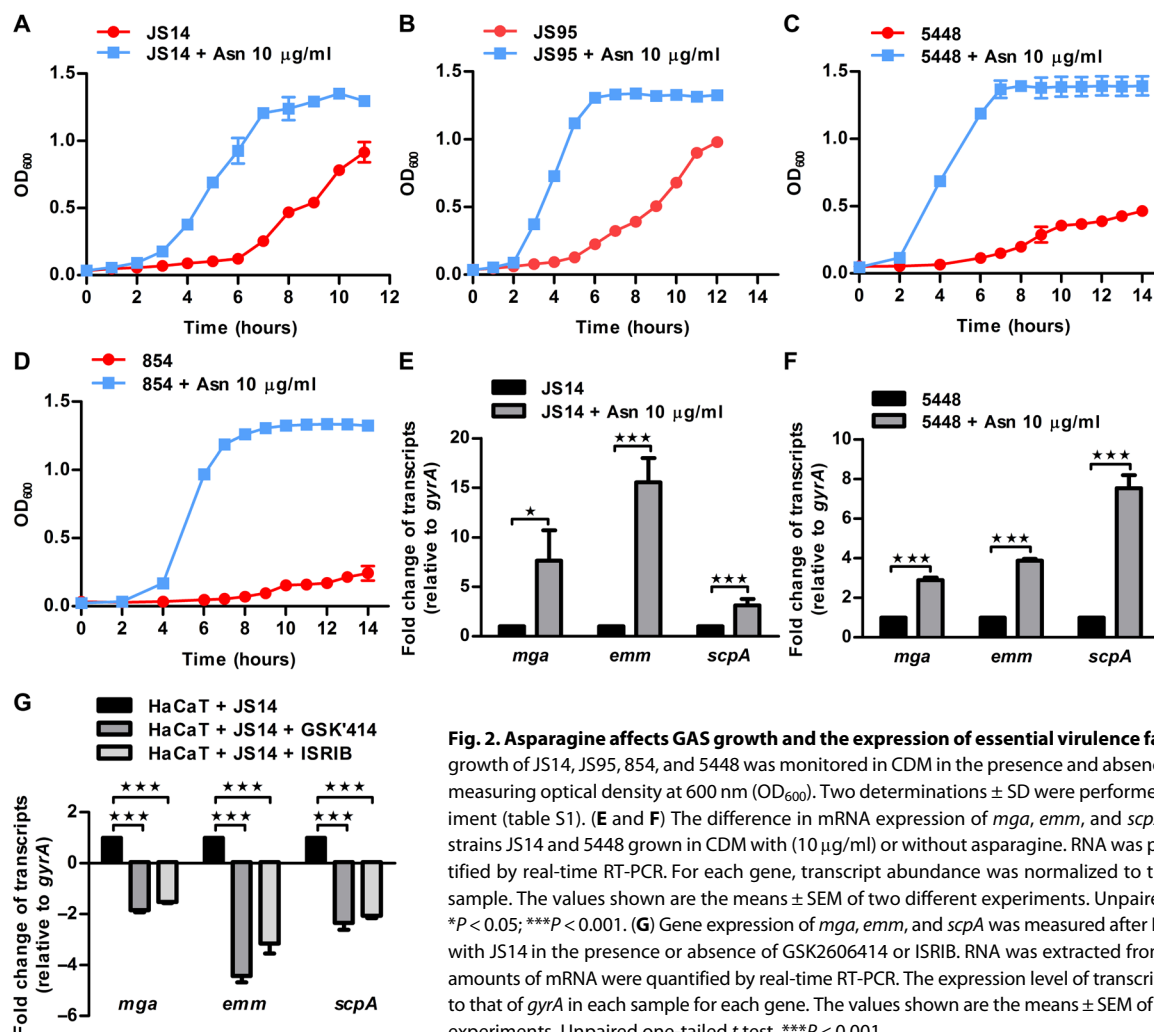 A
JS14
JS14 + Asn 10 μg/ml
1.5
1.0
0.5
0.0
OD600
0 2 4 6 8 10 12
Time (hours)
B
JS95
JS95 + Asn 10 μg/ml
1.5
1.0
0.5
0.0
OD600
0 2 4 6 8 10 12 14
Time (hours)
C
5448
5448 + Asn 10 μg/ml
1.5
1.0
0.5
0.0
OD600
0 2 4 6 8 10 12 14
Time (hours)
D
854
854 + Asn 10 μg/ml
1.5
1.0
0.5
0.0
OD600
0 2 4 6 8 10 12 14
Time (hours)
E
JS14
JS14 + Asn 10 μg/ml
Fold change of transcripts
(relative to gyrA)
20
15
10
5
0
★
★★★
★★★
mga emm scpA
F
5448
5448 + Asn 10 μg/ml
Fold change of transcripts
(relative to gyrA)
10
8
6
4
2
0
★★★
★★★
★★★
mga emm scpA
G
HaCaT + JS14
HaCaT + JS14 + GSK'414
HaCaT + JS14 + ISRIB
Fold change of transcripts
(relative to gyrA)
2
0
−2
−4
−6
★★★ ★★★ ★★★
★★★ ★★★ ★★★
mga emm scpA
Fig. 2. Asparagine affects GAS growth and the expression of essential virulence fa
growth of JS14, JS95, 854, and 5448 was monitored in CDM in the presence and absen
measuring optical density at 600 nm (OD600). Two determinations ± SD were performe
iment (table S1). (E and F) The difference in mRNA expression of mga, emm, and scp
strains JS14 and 5448 grown in CDM with (10 μg/ml) or without asparagine. RNA was p
tified by real-time RT-PCR. For each gene, transcript abundance was normalized to t
sample. The values shown are the means ± SEM of two different experiments. Unpaire
*P < 0.05; ***P < 0.001. (G) Gene expression of mga, emm, and scpA was measured after
with JS14 in the presence or absence of GSK2606414 or ISRIB. RNA was extracted from
amounts of mRNA were quantified by real-time RT-PCR. The expression level of transcri
to that of gyrA in each sample for each gene. The values shown are the means ± SEM of
experiments. Unpaired one-tailed t test. ***P < 0.001